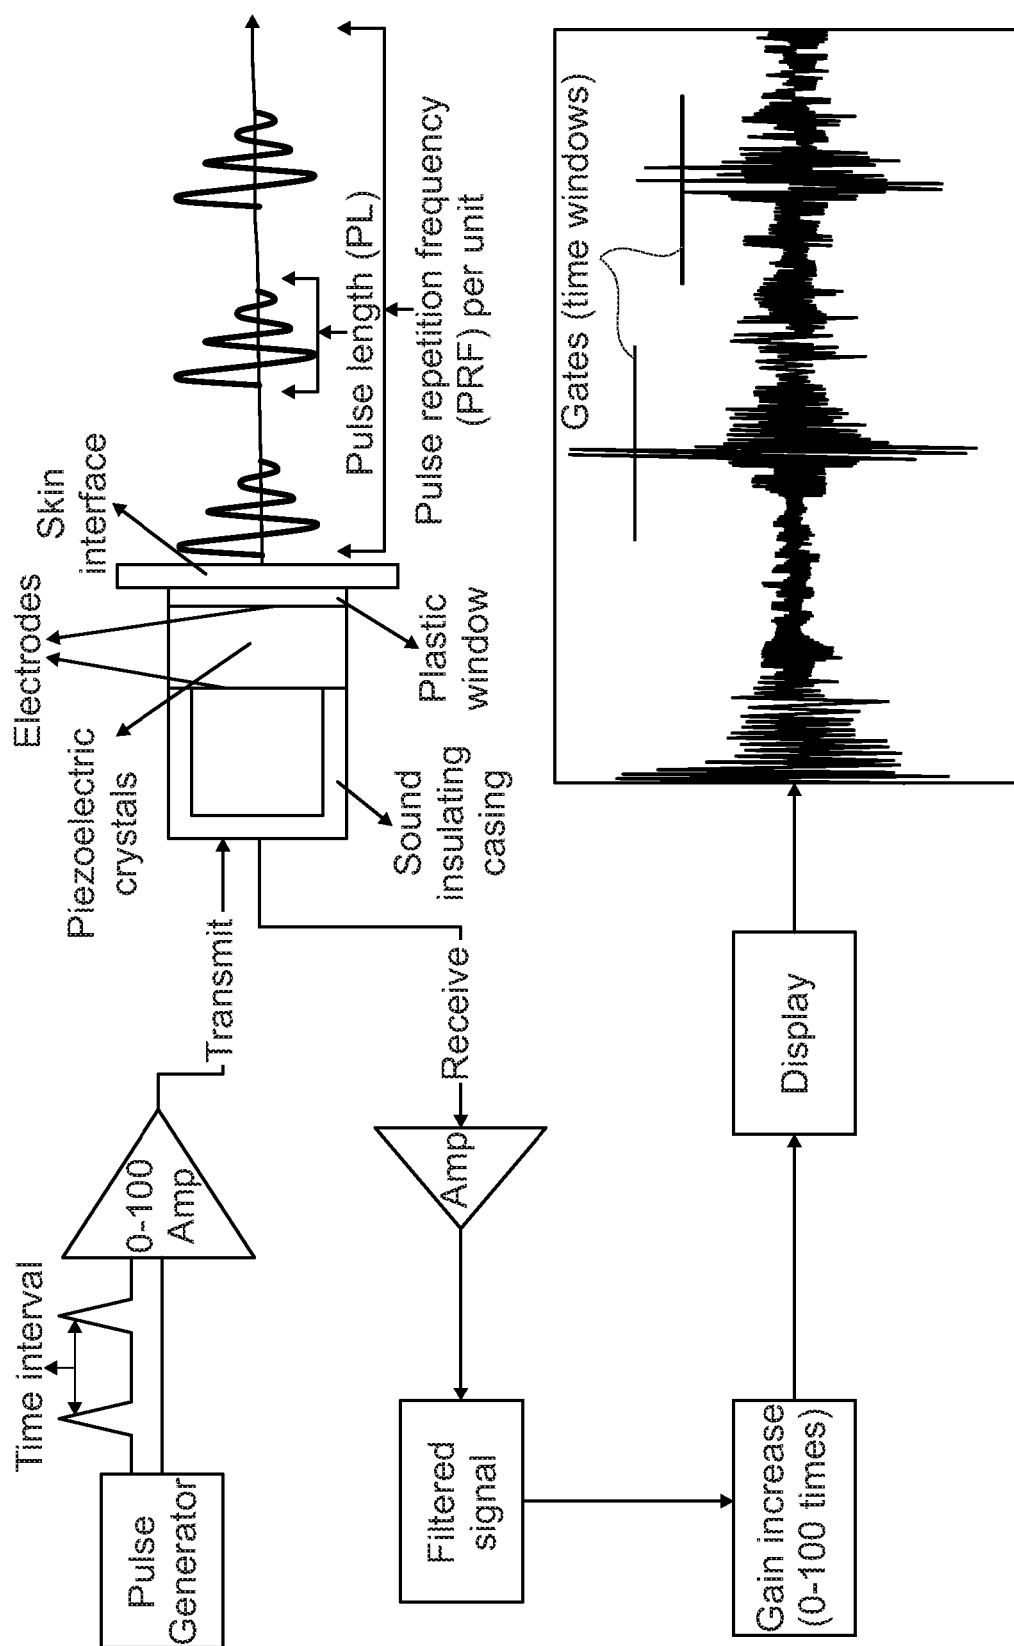 Pulse
Generator
Time interval
0-100
Amp
Transmit
Piezoelectric
crystals
Electrodes
Skin
interface
Sound
insulating
casing
Plastic
window
Pulse length (PL)
Pulse repetition frequency
(PRF) per unit
Receive
Amp
Filtered
signal
Gain increase
(0-100 times)
Display
Gates (time windows)